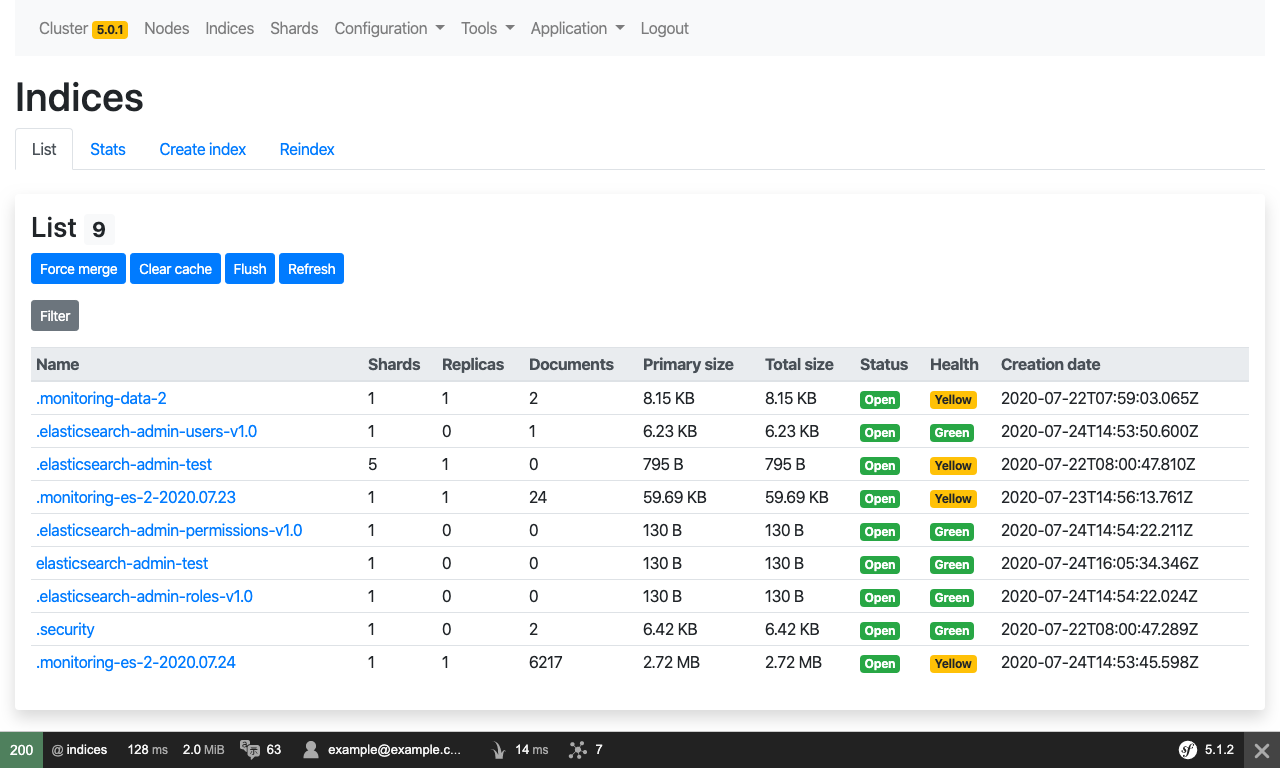 Cluster 5.0.1 Nodes Indices Shards Configuration Tools Application Logout
Indices
List Stats Create index Reindex
List 9
Force merge Clear cache Flush Refresh
Filter
Name Shards Replicas Documents Primary size Total size Status Health Creation date
.monitoring-data-2 1 1 2 8.15 KB 8.15 KB Open Yellow 2020-07-22T07:59:03.065Z
.elasticsearch-admin-users-v1.0 1 0 1 6.23 KB 6.23 KB Open Green 2020-07-24T14:53:50.600Z
.elasticsearch-admin-test 5 1 0 795 B 795 B Open Yellow 2020-07-22T08:00:47.810Z
.monitoring-es-2-2020.07.23 1 1 24 59.69 KB 59.69 KB Open Yellow 2020-07-23T14:56:13.761Z
.elasticsearch-admin-permissions-v1.0 1 0 0 130 B 130 B Open Green 2020-07-24T14:54:22.211Z
elasticsearch-admin-test 1 0 0 130 B 130 B Open Green 2020-07-24T16:05:34.346Z
.elasticsearch-admin-roles-v1.0 1 0 0 130 B 130 B Open Green 2020-07-24T14:54:22.024Z
.security 1 0 2 6.42 KB 6.42 KB Open Green 2020-07-22T08:00:47.289Z
.monitoring-es-2-2020.07.24 1 1 6217 2.72 MB 2.72 MB Open Yellow 2020-07-24T14:53:45.598Z
200 @ indices 128 ms 2.0 MiB 63 example@example.c... 14 ms 7 sf 5.1.2